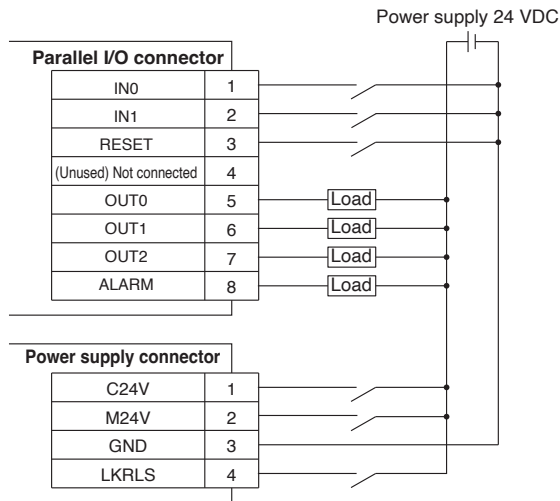 Power supply 24 VDC
Parallel I/O connector
IN0 1
IN1 2
RESET 3
(Unused) Not connected 4
OUT0 5 Load
OUT1 6 Load
OUT2 7 Load
ALARM 8 Load
Power supply connector
C24V 1
M24V 2
GND 3
LKRLS 4